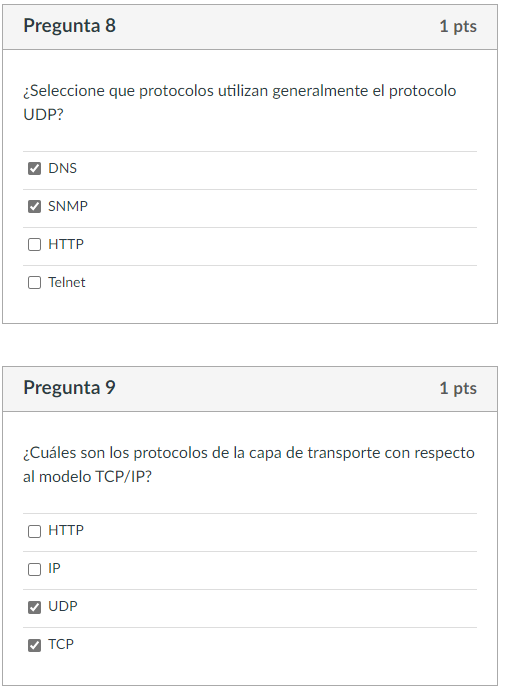 Pregunta 8
1 pts
¿Seleccione que protocolos utilizan generalmente el protocolo
UDP?
DNS
SNMP
HTTP
Telnet
Pregunta 9
1 pts
¿Cuáles son los protocolos de la capa de transporte con respecto
al modelo TCP/IP?
HTTP
IP
UDP
TCP